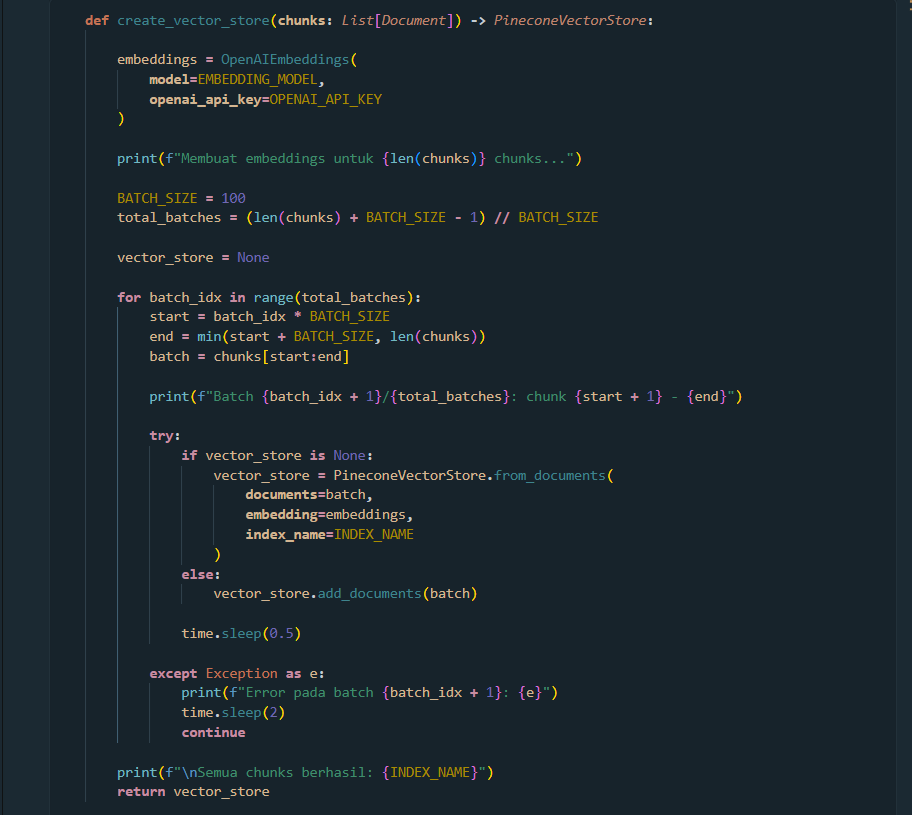 def create_vector_store(chunks: List[Document]) -> PineconeVectorStore:
embeddings = OpenAIEmbeddings(
model=EMBEDDING_MODEL,
openai_api_key=OPENAI_API_KEY
)
print(f"Membuat embeddings untuk {len(chunks)} chunks...")
BATCH_SIZE = 100
total_batches = (len(chunks) + BATCH_SIZE - 1) // BATCH_SIZE
vector_store = None
for batch_idx in range(total_batches):
start = batch_idx * BATCH_SIZE
end = min(start + BATCH_SIZE, len(chunks))
batch = chunks[start:end]
print(f"Batch {batch_idx + 1}/{total_batches}: chunk {start + 1} - {end}")
try:
if vector_store is None:
vector_store = PineconeVectorStore.from_documents(
documents=batch,
embedding=embeddings,
index_name=INDEX_NAME
)
else:
vector_store.add_documents(batch)
time.sleep(0.5)
except Exception as e:
print(f"Error pada batch {batch_idx + 1}: {e}")
time.sleep(2)
continue
print(f"\nSemua chunks berhasil: {INDEX_NAME}")
return vector_store